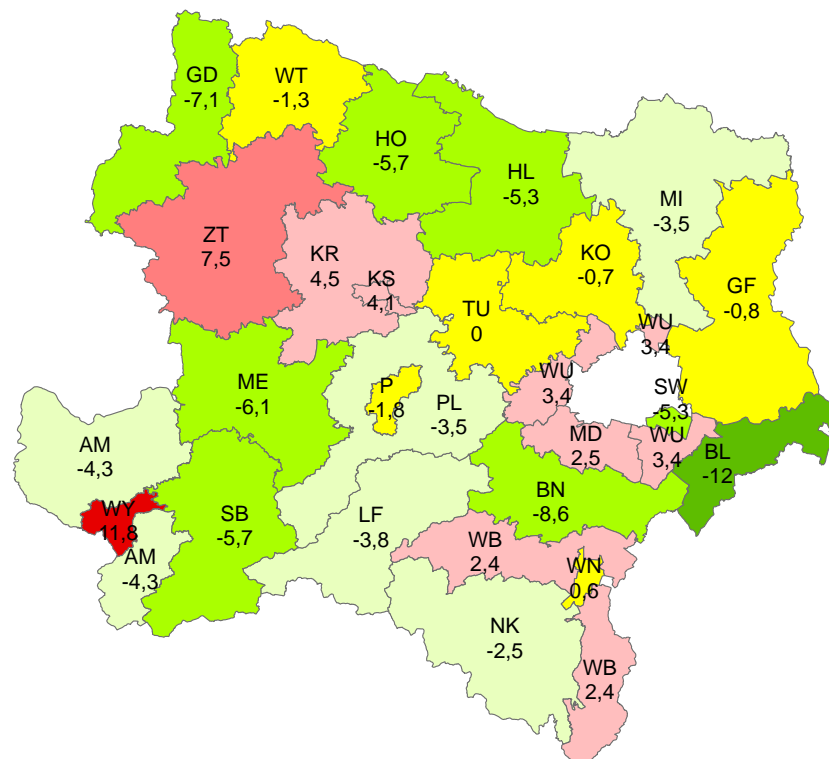 GD
-7,1
WT
-1,3
HO
-5,7
HL
-5,3
MI
-3,5
ZT
7,5
KR
4,5
KS
4,1
KO
-0,7
GF
-0,8
TU
0
WU
3,4
ME
-6,1
P
-1,8
PL
-3,5
WU
3,4
SW
-5,3
AM
-4,3
MD
2,5
WU
3,4
BL
-12
WY
11,8
SB
-5,7
LF
-3,8
BN
-8,6
AM
-4,3
WB
2,4
WN
0,6
NK
-2,5
WB
2,4